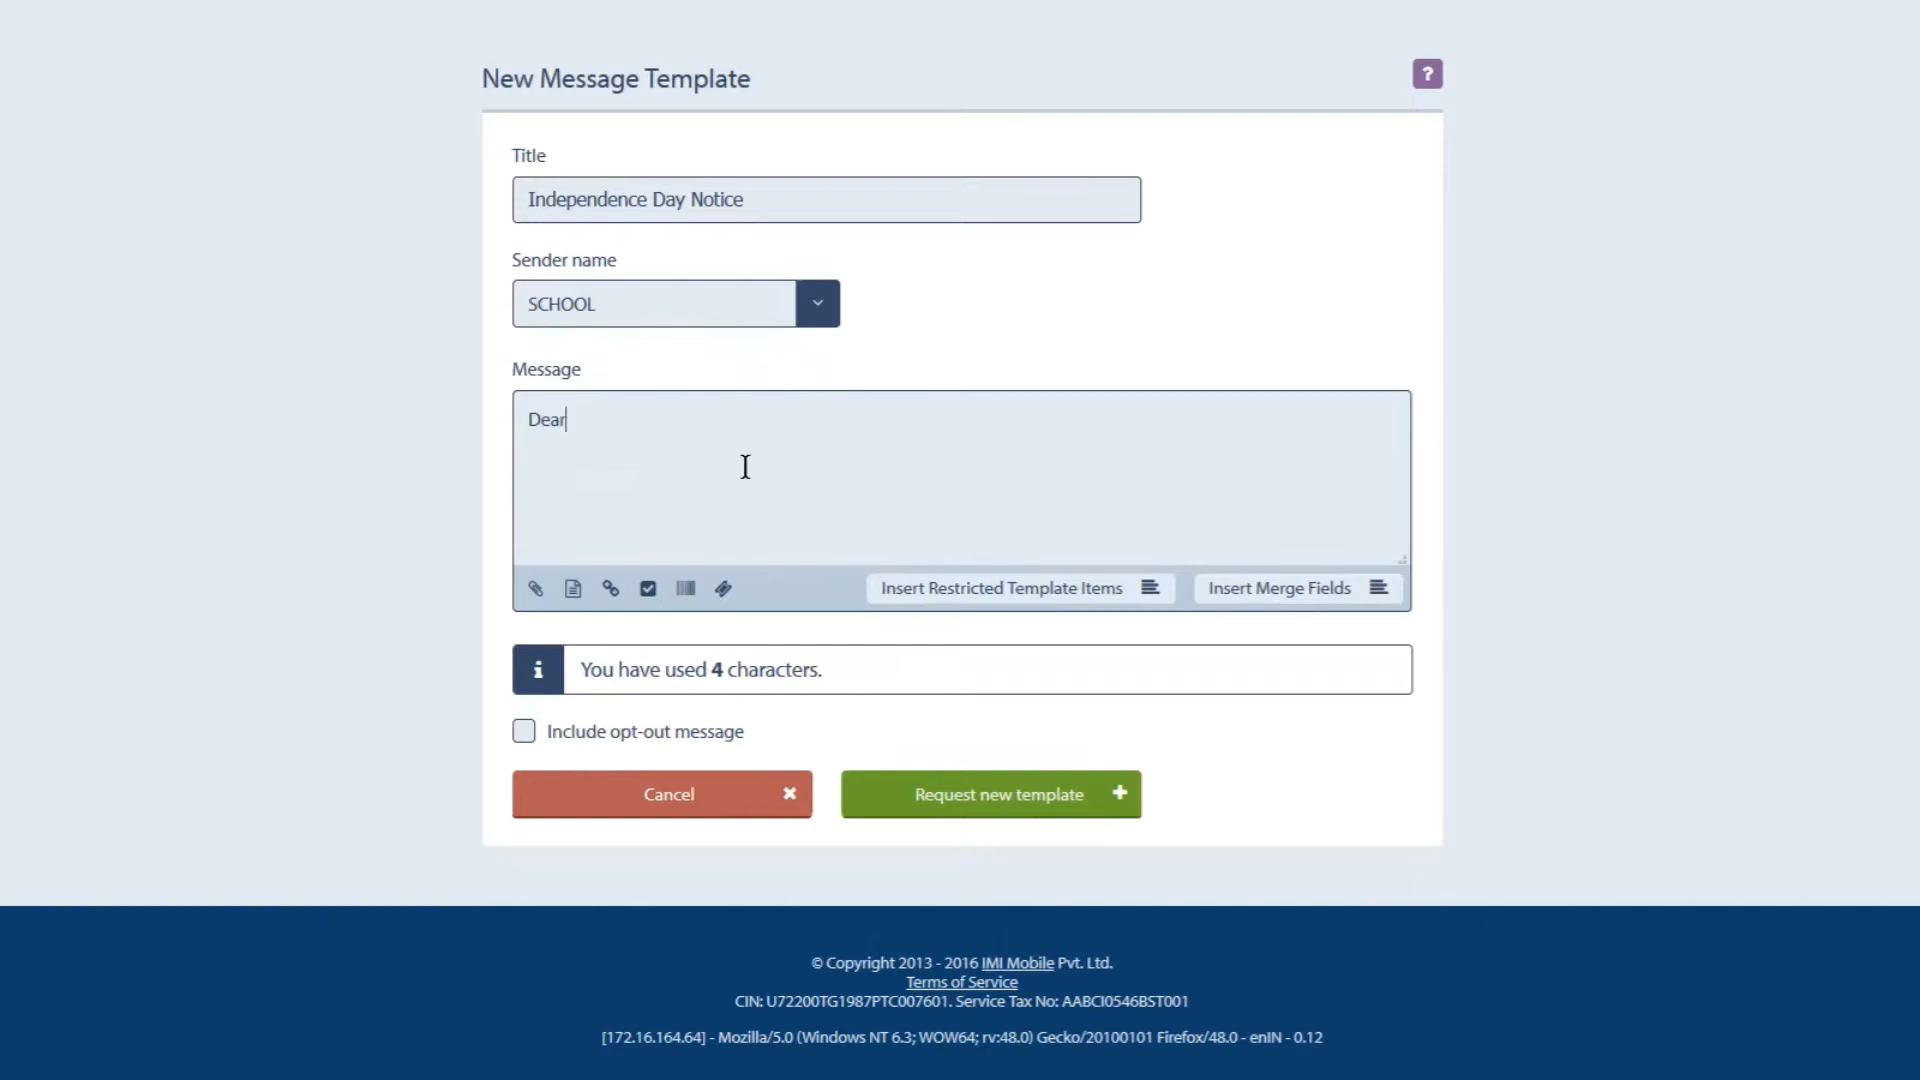 New Message Template
?
Title
Independence Day Notice
Sender name
SCHOOL
Message
Dear
Insert Restricted Template Items
Insert Merge Fields
You have used 4 characters.
Include opt-out message
Cancel
Request new template
© Copyright 2013 - 2016 IMI Mobile Pvt. Ltd.
Terms of Service
CIN: U72200TG1987PTC007601. Service Tax No: AABCI0546BST001
[172.16.164.64] - Mozilla/5.0 (Windows NT 6.3; WOW64; rv:48.0) Gecko/20100101 Firefox/48.0 - enIN - 0.12